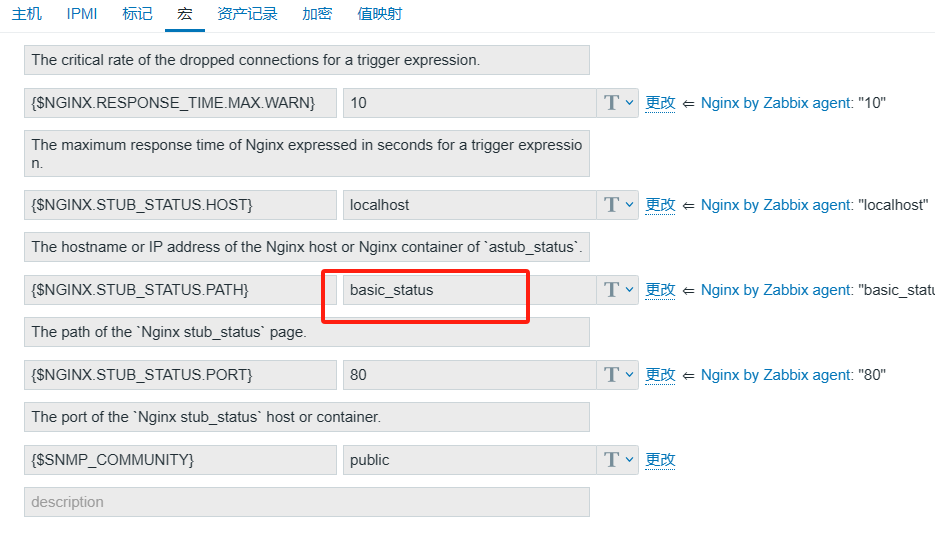 主机 IPMI 标记 宏 资产记录 加密 值映射
The critical rate of the dropped connections for a trigger expression.
{$NGINX.RESPONSE_TIME.MAX.WARN} 10 T 更改 ⇐ Nginx by Zabbix agent: "10"
The maximum response time of Nginx expressed in seconds for a trigger expressio
n.
{$NGINX.STUB_STATUS.HOST} localhost T 更改 ⇐ Nginx by Zabbix agent: "localhost"
The hostname or IP address of the Nginx host or Nginx container of `astub_status`.
{$NGINX.STUB_STATUS.PATH} basic_status T 更改 ⇐ Nginx by Zabbix agent: "basic_statu
The path of the `Nginx stub_status` page.
{$NGINX.STUB_STATUS.PORT} 80 T 更改 ⇐ Nginx by Zabbix agent: "80"
The port of the `Nginx stub_status` host or container.
{$SNMP_COMMUNITY} public T 更改
description